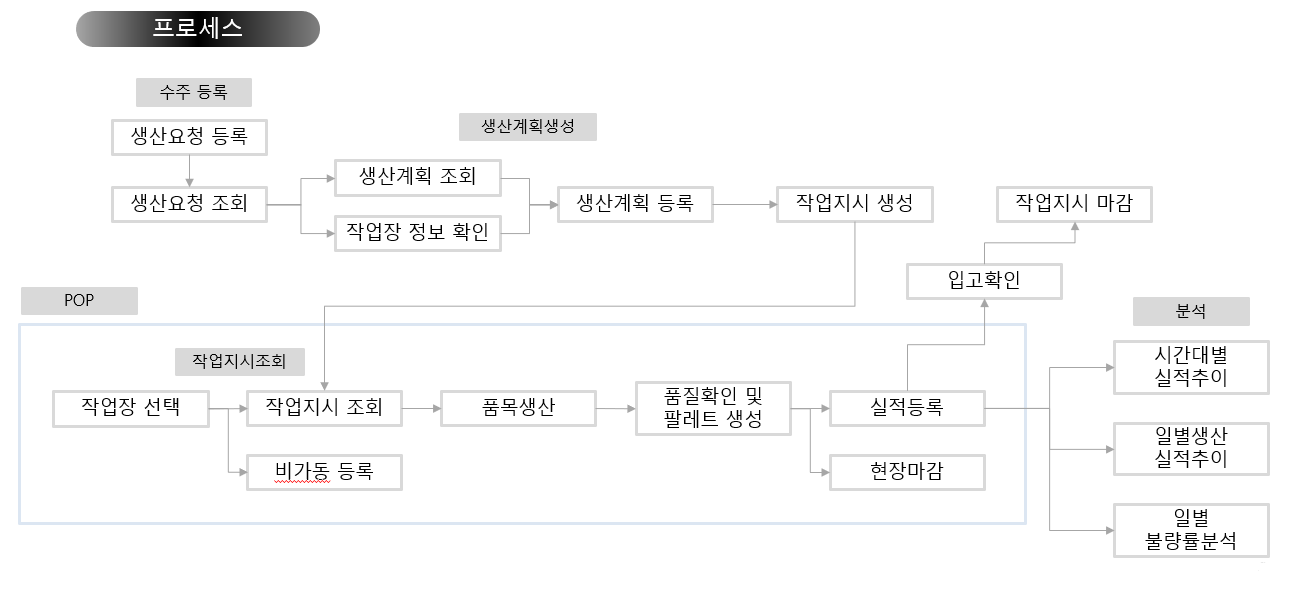 프로세스
수주 등록
생산요청 등록
생산계획생성
생산요청 조회
생산계획 조회
작업장 정보 확인
생산계획 등록
작업지시 생성
작업지시 마감
입고확인
POP
분석
작업지시조회
작업장 선택
작업지시 조회
품목생산
품질확인 및
팔레트 생성
실적등록
비가동 등록
현장마감
시간대별
실적추이
일별생산
실적추이
일별
불량률분석